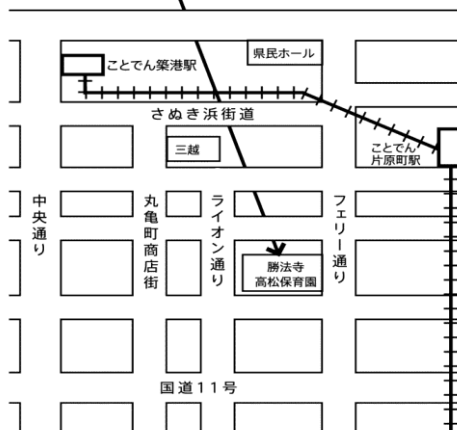 県民ホール
ことでん築港駅
さぬき浜街道
三越
ことでん
片原町駅
中央通り
丸亀町商店街
ライオン通り
フェリー通り
勝法寺
高松保育園
国道11号